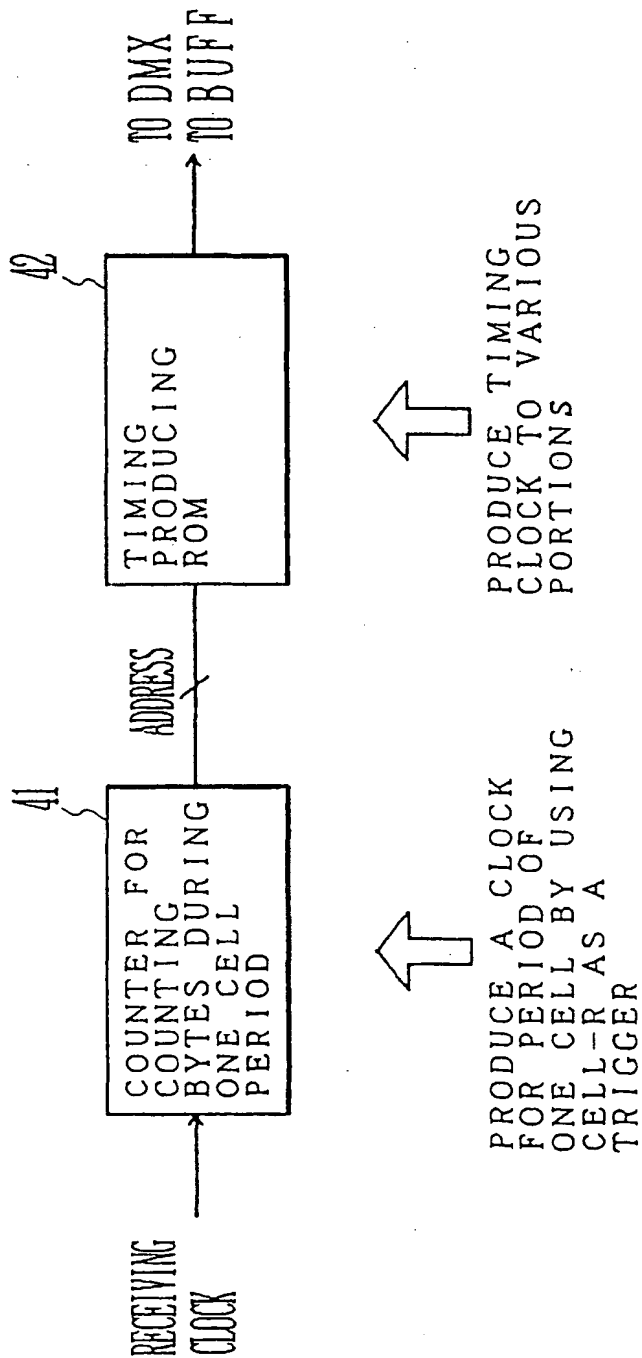 RECEIVING
CLOCK
41
COUNTER FOR
COUNTING
BYTES DURING
ONE CELL
PERIOD
ADDRESS
42
TIMING
PRODUCING
ROM
TO DMX
TO BUFF
PRODUCE A CLOCK
FOR PERIOD OF
ONE CELL BY USING
CELL-R AS A
TRIGGER
PRODUCE TIMING
CLOCK TO VARIOUS
PORTIONS